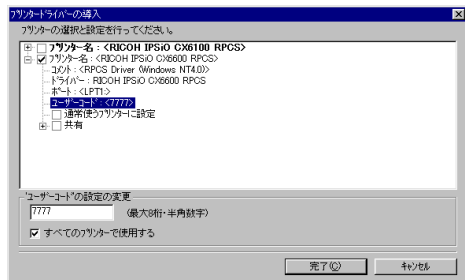 プリンタードライバーの導入
プリンターの選択と設定を行ってください。
プリンター名 : <RICOH IPSiO CX6100 RPCS>
プリンター名 : <RICOH IPSiO CX6600 RPCS>
コメント : <RPCS Driver (Windows NT4.0)>
ドライバー : RICOH IPSiO CX6600 RPCS
ポート : <LPT1:>
ユーザーコード : <7777>
通常使うプリンターに設定
共有
"ユーザーコード"の設定の変更
7777
(最大8桁・半角数字)
すべてのプリンターで使用する
完了(C)
キャンセル